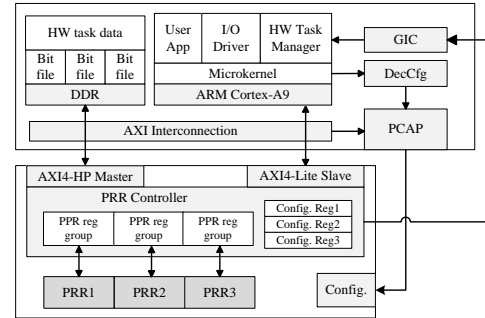 HW task data
Bit file
Bit file
Bit file
DDR
User App
I/O Driver
HW Task Manager
Microkernel
ARM Cortex-A9
GIC
DecCfg
AXI Interconnection
PCAP
AXI4-HP Master
AXI4-Lite Slave
PRR Controller
PPR reg group
PPR reg group
PPR reg group
Config. Reg1
Config. Reg2
Config. Reg3
PRR1
PRR2
PRR3
Config.